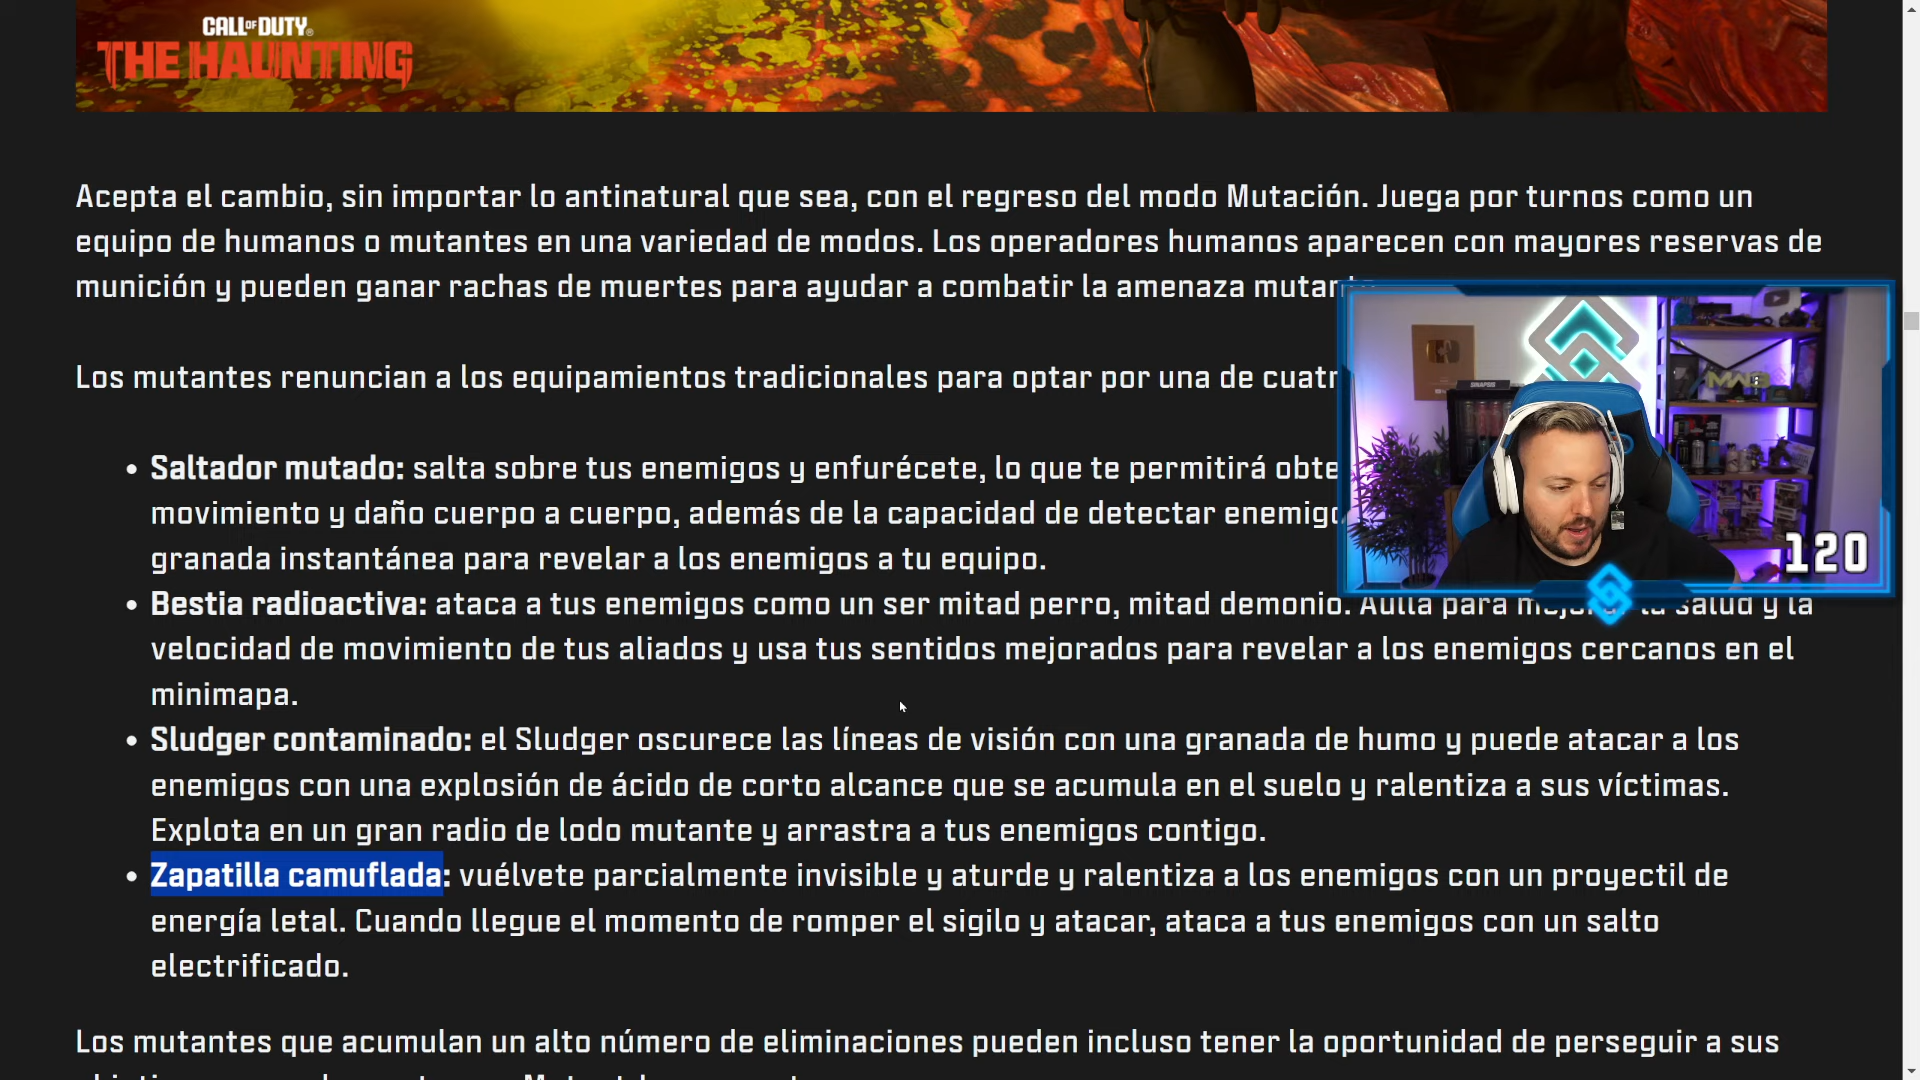 CALL OF DUTY®
THE HAUNTING
Acepta el cambio, sin importar lo antinatural que sea, con el regreso del modo Mutación. Juega por turnos como un
equipo de humanos o mutantes en una variedad de modos. Los operadores humanos aparecen con mayores reservas de
munición y pueden ganar rachas de muertes para ayudar a combatir la amenaza
Los mutantes renuncian a los equipamientos tradicionales para optar por una de
• Saltador mutado: salta sobre tus enemigos y enfurécete, lo que te permitirá
movimiento y daño cuerpo a cuerpo, además de la capacidad de detectar
granada instantánea para revelar a los enemigos a tu equipo.
• Bestia radioactiva: ataca a tus enemigos como un ser mitad perro, mitad demonio. Aúlla para mejorar la salud y la
velocidad de movimiento de tus aliados y usa tus sentidos mejorados para revelar a los enemigos cercanos en el
minimapa.
• Sludger contaminado: el Sludger oscurece las líneas de visión con una granada de humo y puede atacar a los
enemigos con una explosión de ácido de corto alcance que se acumula en el suelo y ralentiza a sus víctimas.
Explota en un gran radio de lodo mutante y arrastra a tus enemigos contigo.
• Zapatilla camuflada: vuélvete parcialmente invisible y aturde y ralentiza a los enemigos con un proyectil de
energía letal. Cuando llegue el momento de romper el sigilo y atacar, ataca a tus enemigos con un salto
electrificado.
Los mutantes que acumulan un alto número de eliminaciones pueden incluso tener la oportunidad de perseguir a sus
120